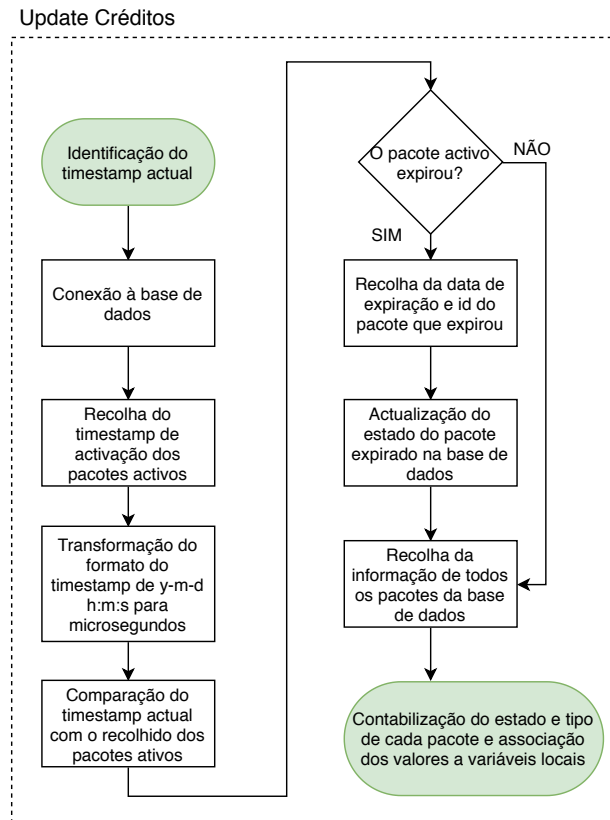 Update Créditos
Identificação do
timestamp actual
Conexão à base de
dados
Recolha do
timestamp de
activação dos
pacotes activos
Transformação do
formato do
timestamp de y-m-d
h:m:s para
microsegundos
Comparação do
timestamp actual
com o recolhido dos
pacotes ativos
O pacote activo
expirou?
NÃO
SIM
Recolha da data de
expiração e id do
pacote que expirou
Actualização do
estado do pacote
expirado na base de
dados
Recolha da
informação de todos
os pacotes da base
de dados
Contabilização do estado e tipo
de cada pacote e associação
dos valores a variáveis locais